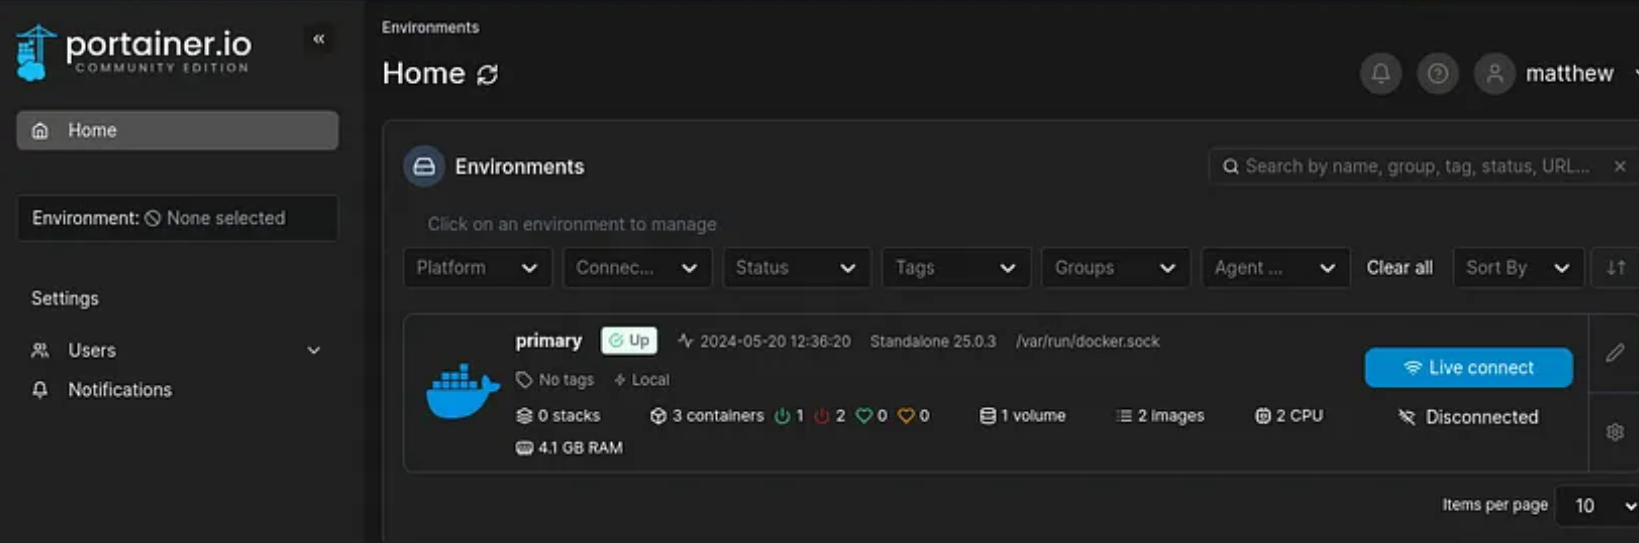 portainer.io
COMMUNITY EDITION
Home
Environment: None selected
Settings
Users
Notifications
Environments
Home
matthew
Environments
Search by name, group, tag, status, URL...
Click on an environment to manage
Platform Connec... Status Tags Groups Agent ... Clear all Sort By
primary Up 2024-05-20 12:36:20 Standalone 25.0.3 /var/run/docker.sock
No tags Local
Live connect
0 stacks 3 containers 1 2 0 0 1 volume 2 images 2 CPU
Disconnected
4.1 GB RAM
Items per page 10